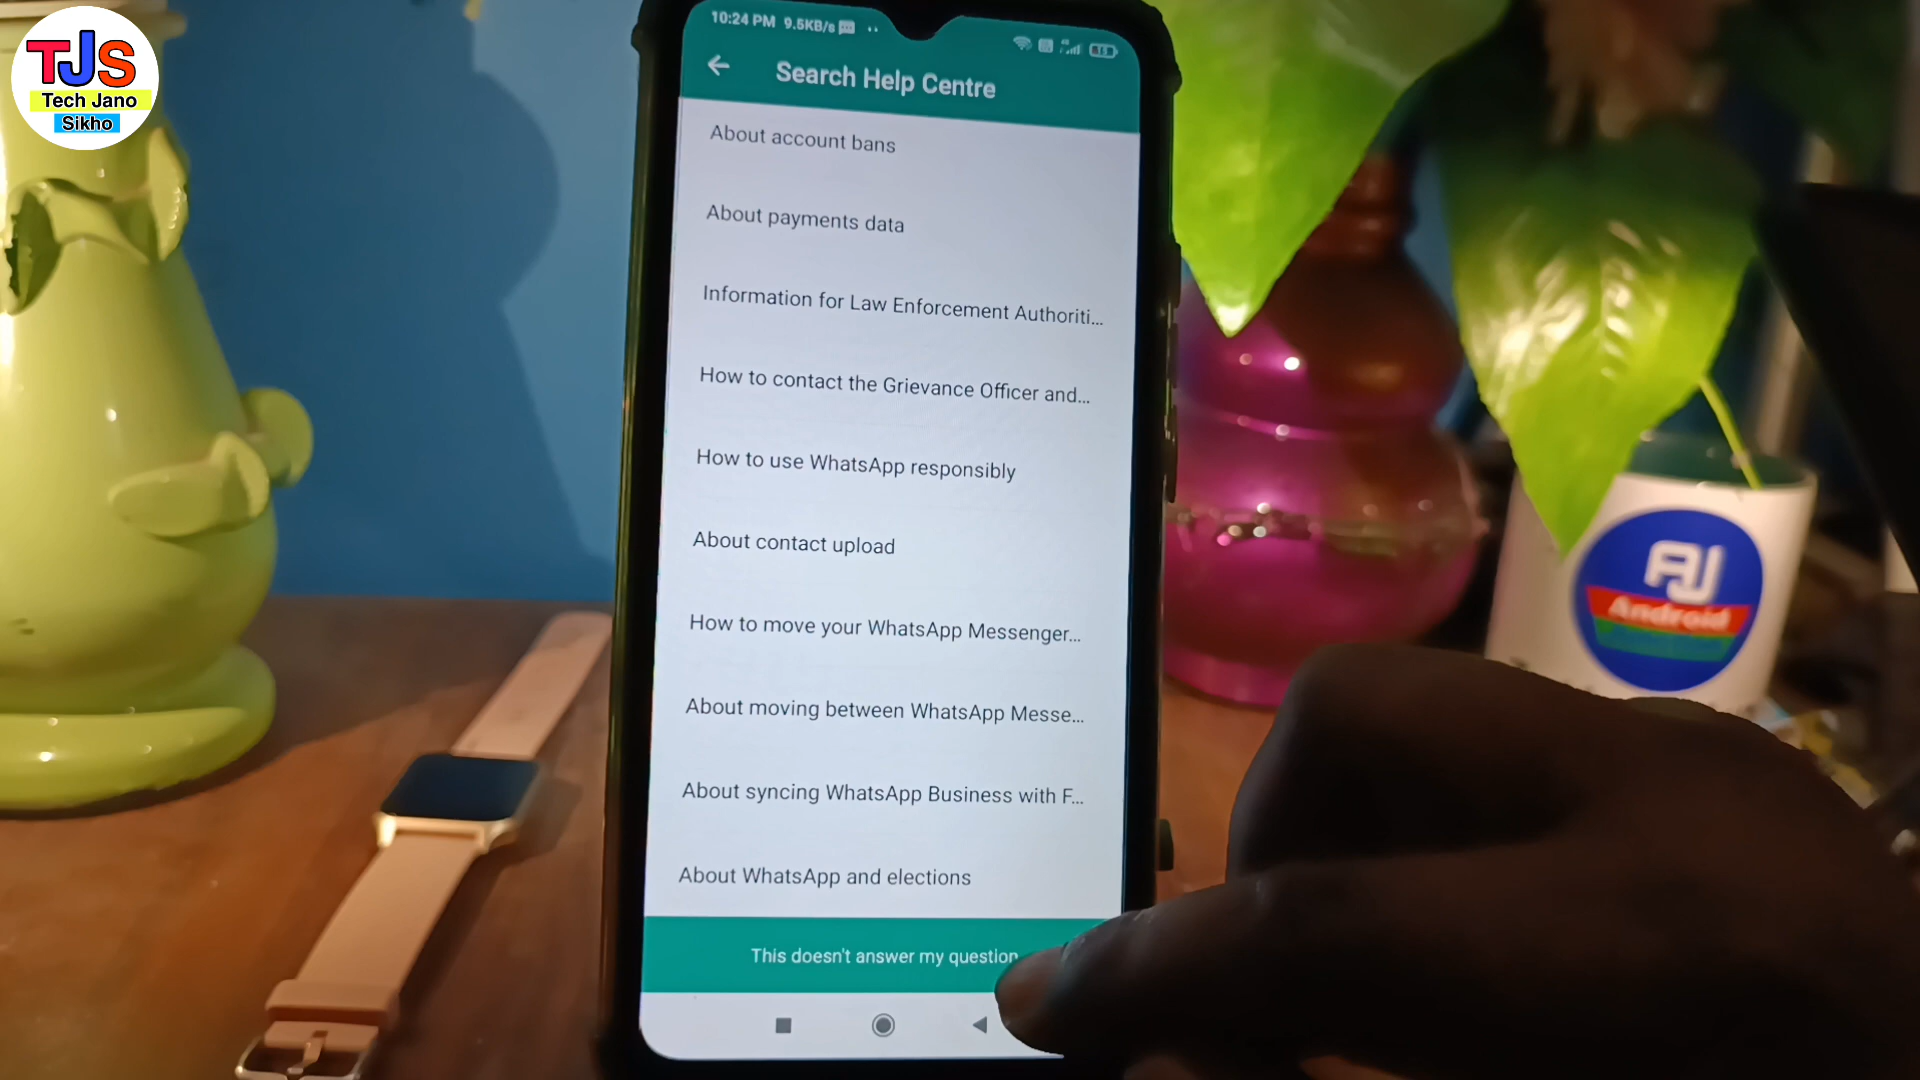 TJS
Tech Jano
Sikho
10:24 PM 9.5KB/s
Search Help Centre
About account bans
About payments data
Information for Law Enforcement Authoriti...
How to contact the Grievance Officer and...
How to use WhatsApp responsibly
About contact upload
How to move your WhatsApp Messenger...
About moving between WhatsApp Messe...
About syncing WhatsApp Business with F...
About WhatsApp and elections
This doesn't answer my question
AJ
Android